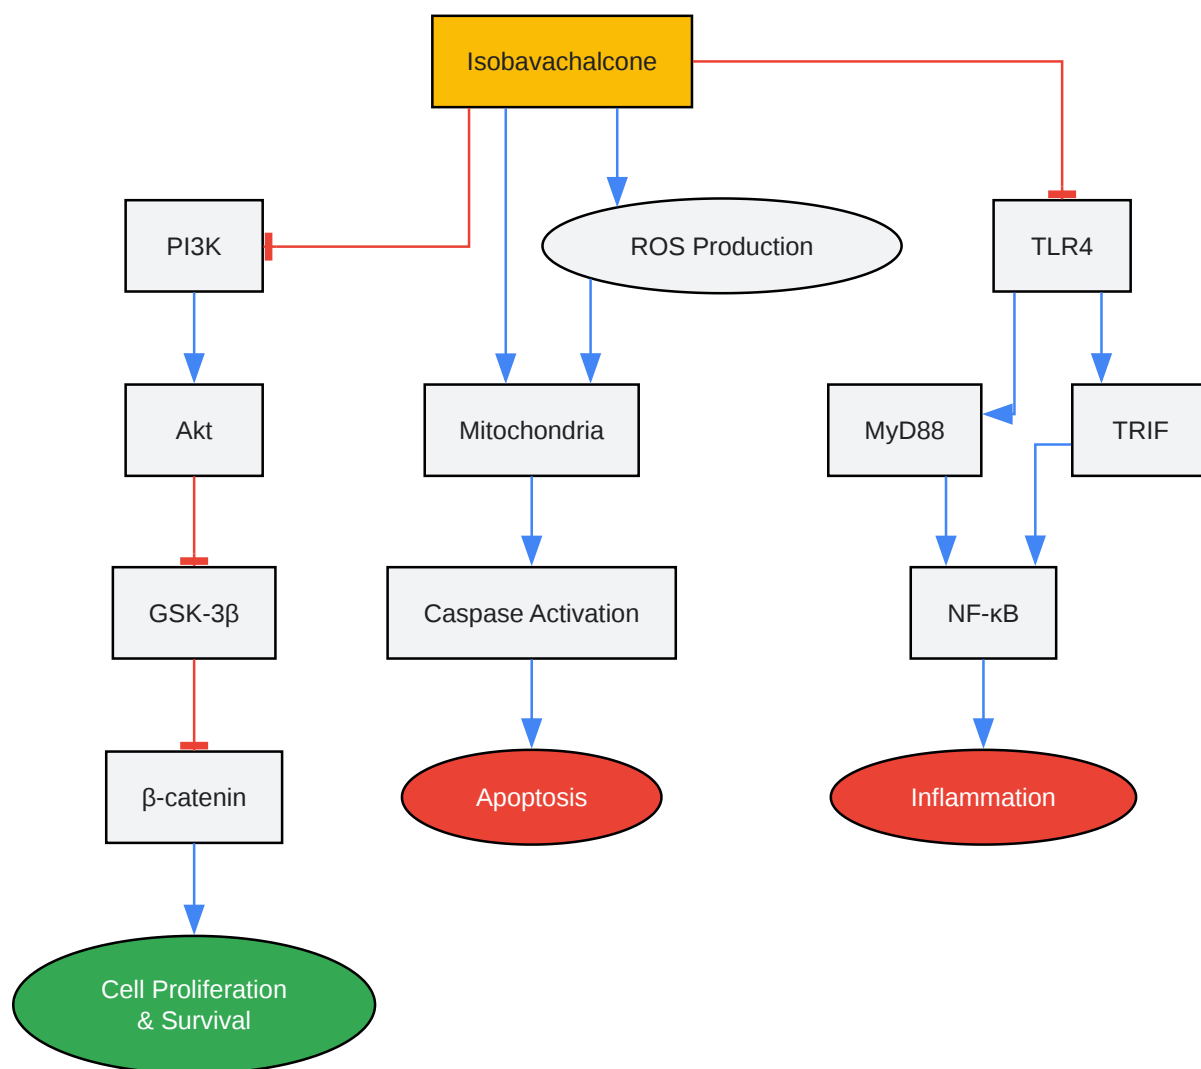 Isobavachalcone
PI3K
ROS Production
TLR4
Akt
Mitochondria
MyD88
TRIF
GSK-3β
Caspase Activation
NF-κB
β-catenin
Apoptosis
Inflammation
Cell Proliferation
& Survival